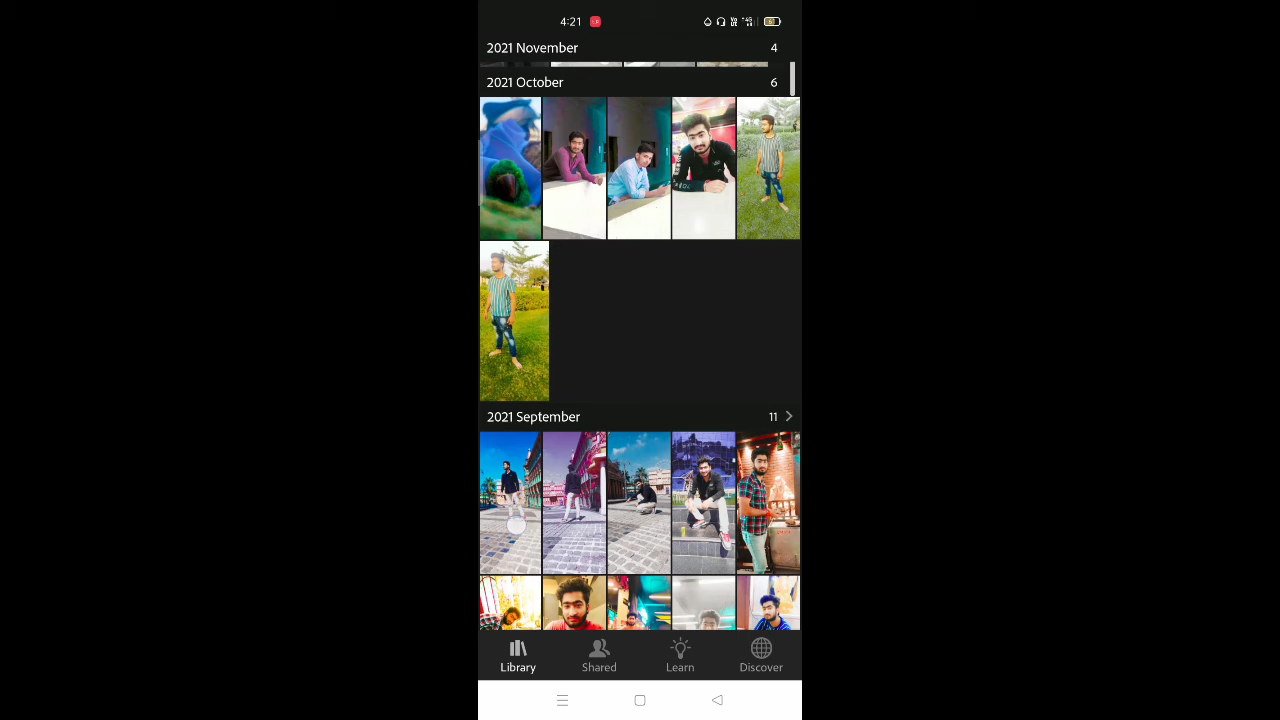 4:21
2021 November 4
2021 October 6
2021 September 11
Library Shared Learn Discover